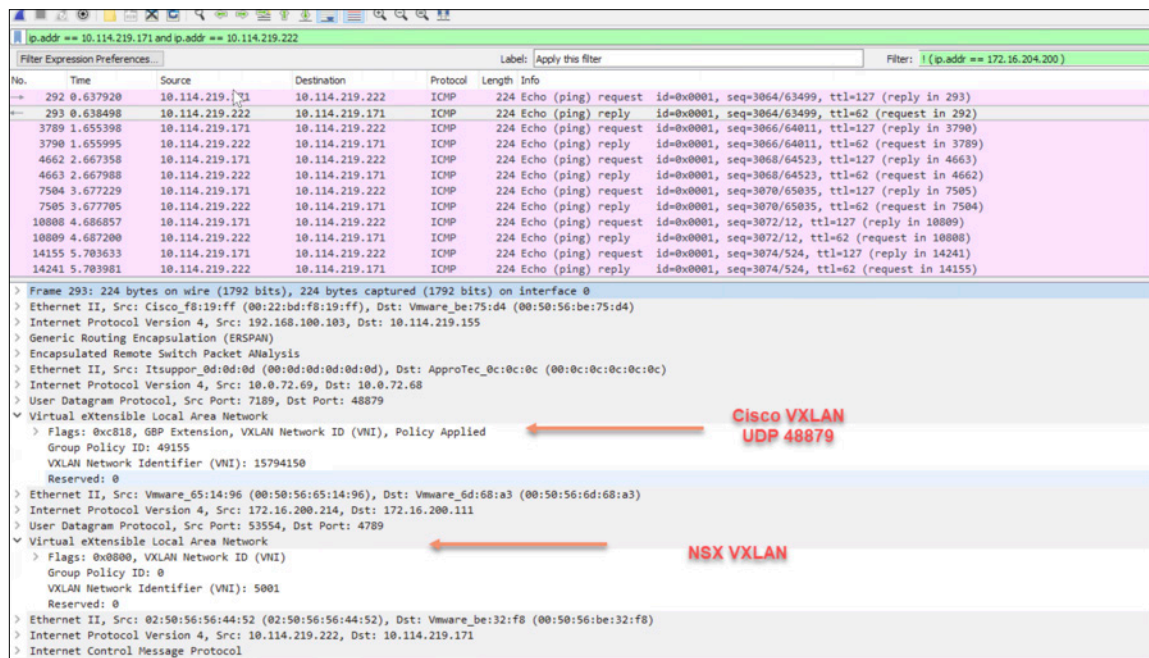 ip.addr == 10.114.219.171 and ip.addr == 10.114.219.222
Filter Expression Preferences... Label: Apply this filter Filter: !(ip.addr == 172.16.204.200 )
No. Time Source Destination Protocol Length Info
292 0.637920 10.114.219.171 10.114.219.222 ICMP 224 Echo (ping) request id=0x0001, seq=3064/63499, ttl=127 (reply in 293)
293 0.638498 10.114.219.222 10.114.219.171 ICMP 224 Echo (ping) reply id=0x0001, seq=3064/63499, ttl=62 (request in 292)
3789 1.655398 10.114.219.171 10.114.219.222 ICMP 224 Echo (ping) request id=0x0001, seq=3066/64011, ttl=127 (reply in 3790)
3790 1.655995 10.114.219.222 10.114.219.171 ICMP 224 Echo (ping) reply id=0x0001, seq=3066/64011, ttl=62 (request in 3789)
4662 2.667358 10.114.219.171 10.114.219.222 ICMP 224 Echo (ping) request id=0x0001, seq=3068/64523, ttl=127 (reply in 4663)
4663 2.667988 10.114.219.222 10.114.219.171 ICMP 224 Echo (ping) reply id=0x0001, seq=3068/64523, ttl=62 (request in 4662)
7504 3.677229 10.114.219.171 10.114.219.222 ICMP 224 Echo (ping) request id=0x0001, seq=3070/65035, ttl=127 (reply in 7505)
7505 3.677705 10.114.219.222 10.114.219.171 ICMP 224 Echo (ping) reply id=0x0001, seq=3070/65035, ttl=62 (request in 7504)
10808 4.686857 10.114.219.171 10.114.219.222 ICMP 224 Echo (ping) request id=0x0001, seq=3072/12, ttl=127 (reply in 10809)
10809 4.687200 10.114.219.222 10.114.219.171 ICMP 224 Echo (ping) reply id=0x0001, seq=3072/12, ttl=62 (request in 10808)
14155 5.703633 10.114.219.171 10.114.219.222 ICMP 224 Echo (ping) request id=0x0001, seq=3074/524, ttl=127 (reply in 14241)
14241 5.703981 10.114.219.222 10.114.219.171 ICMP 224 Echo (ping) reply id=0x0001, seq=3074/524, ttl=62 (request in 14155)
Frame 293: 224 bytes on wire (1792 bits), 224 bytes captured (1792 bits) on interface 0
Ethernet II, Src: Cisco_f8:19:ff (00:22:bd:f8:19:ff), Dst: Vmware_be:75:d4 (00:50:56:be:75:d4)
Internet Protocol Version 4, Src: 192.168.100.103, Dst: 10.114.219.155
Generic Routing Encapsulation (ERSPAN)
Encapsulated Remote Switch Packet ANalysis
Ethernet II, Src: Itsuppor_0d:0d:0d (00:0d:0d:0d:0d:0d), Dst: ApproTec_0c:0c:0c (00:0c:0c:0c:0c:0c)
Internet Protocol Version 4, Src: 10.0.72.69, Dst: 10.0.72.68
User Datagram Protocol, Src Port: 7189, Dst Port: 48879
Virtual eXtensible Local Area Network
Flags: 0xc818, GBP Extension, VXLAN Network ID (VNI), Policy Applied
Group Policy ID: 49155
VXLAN Network Identifier (VNI): 15794150
Reserved: 0
Cisco VXLAN
UDP 48879
Ethernet II, Src: Vmware_65:14:96 (00:50:56:65:14:96), Dst: Vmware_6d:68:a3 (00:50:56:6d:68:a3)
Internet Protocol Version 4, Src: 172.16.200.214, Dst: 172.16.200.111
User Datagram Protocol, Src Port: 53554, Dst Port: 4789
Virtual eXtensible Local Area Network
Flags: 0x0800, VXLAN Network ID (VNI)
Group Policy ID: 0
VXLAN Network Identifier (VNI): 5001
Reserved: 0
NSX VXLAN
Ethernet II, Src: 02:50:56:56:44:52 (02:50:56:56:44:52), Dst: Vmware_be:32:f8 (00:50:56:be:32:f8)
Internet Protocol Version 4, Src: 10.114.219.222, Dst: 10.114.219.171
Internet Control Message Protocol